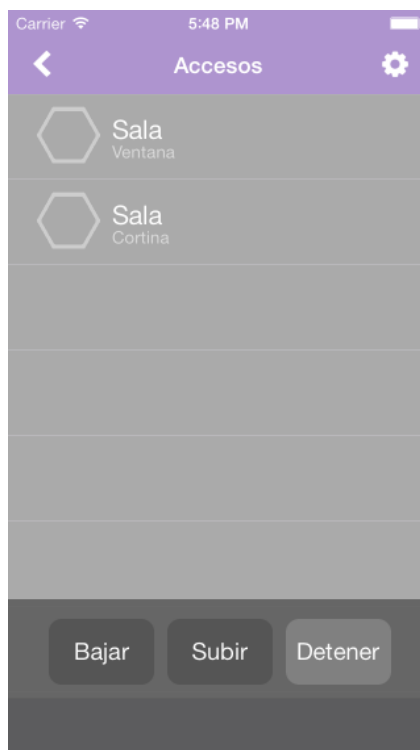 Carrier 5:48 PM
Accesos
Sala
Ventana
Sala
Cortina
Bajar Subir Detener